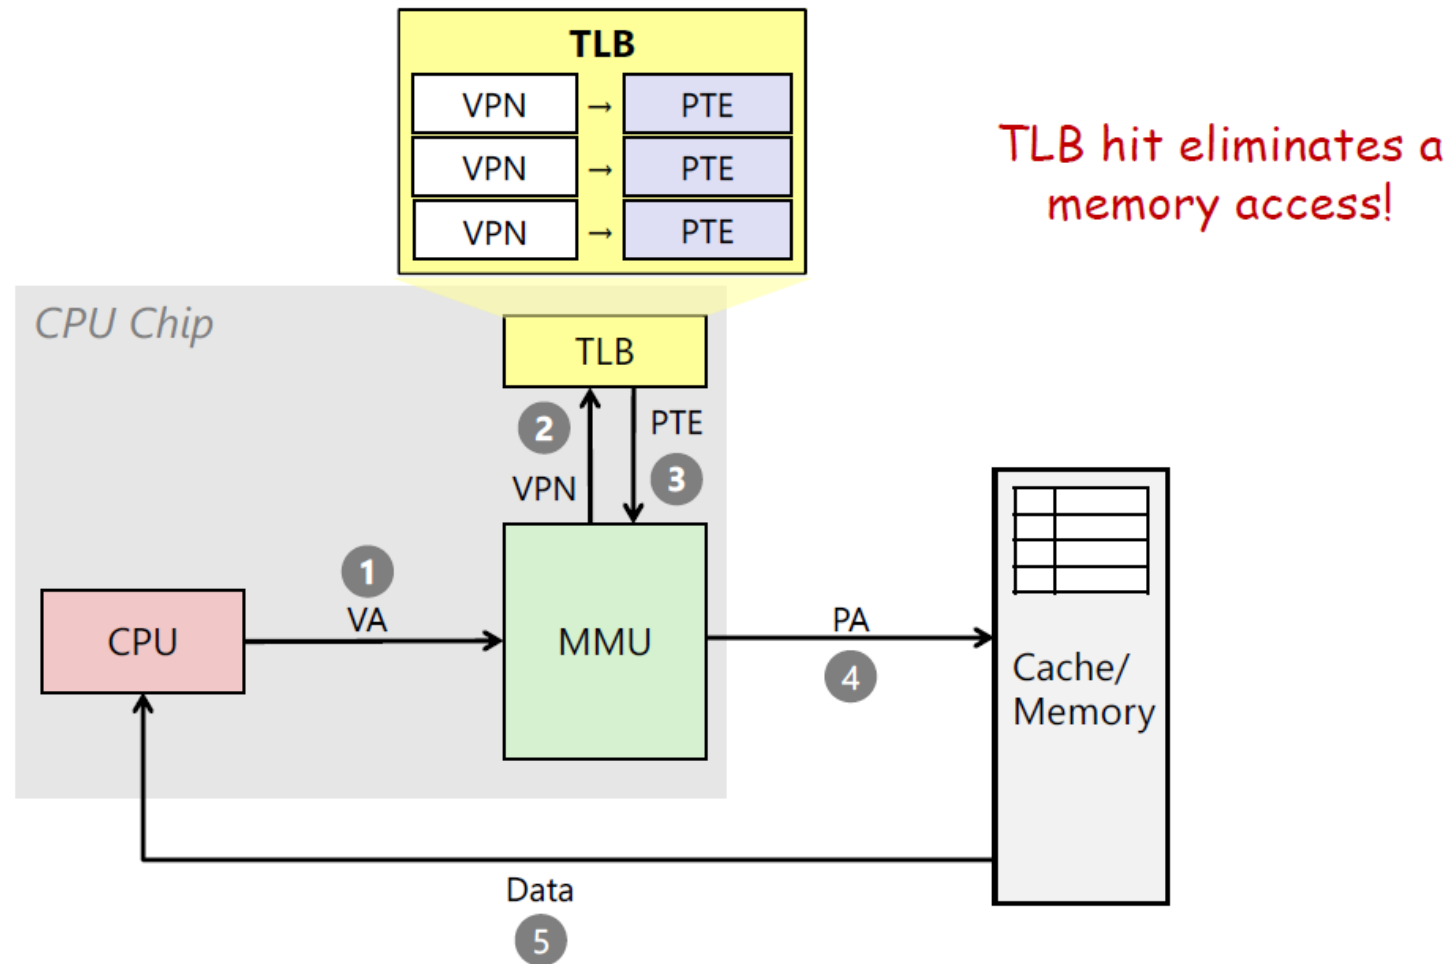 TLB
VPN → PTE
VPN → PTE
VPN → PTE
TLB hit eliminates a
memory access!
CPU Chip
TLB
2
PTE
VPN
3
1
VA
CPU
MMU
PA
4
Cache/
Memory
Data
5